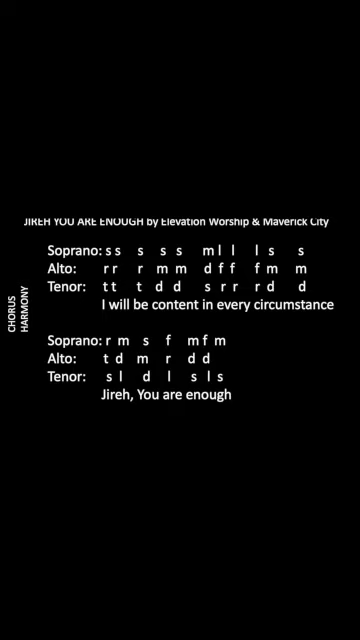 JIREH YOU ARE ENOUGH by Elevation Worship & Maverick City
Soprano: s s s s s m l l l s s
Alto: r r r m m d f f f m m
Tenor: t t t d d s r r r d d
I will be content in every circumstance
CHORUS
HARMONY
Soprano: r m s f m f m
Alto: t d m r d d
Tenor: s l d l s l s
Jireh, You are enough